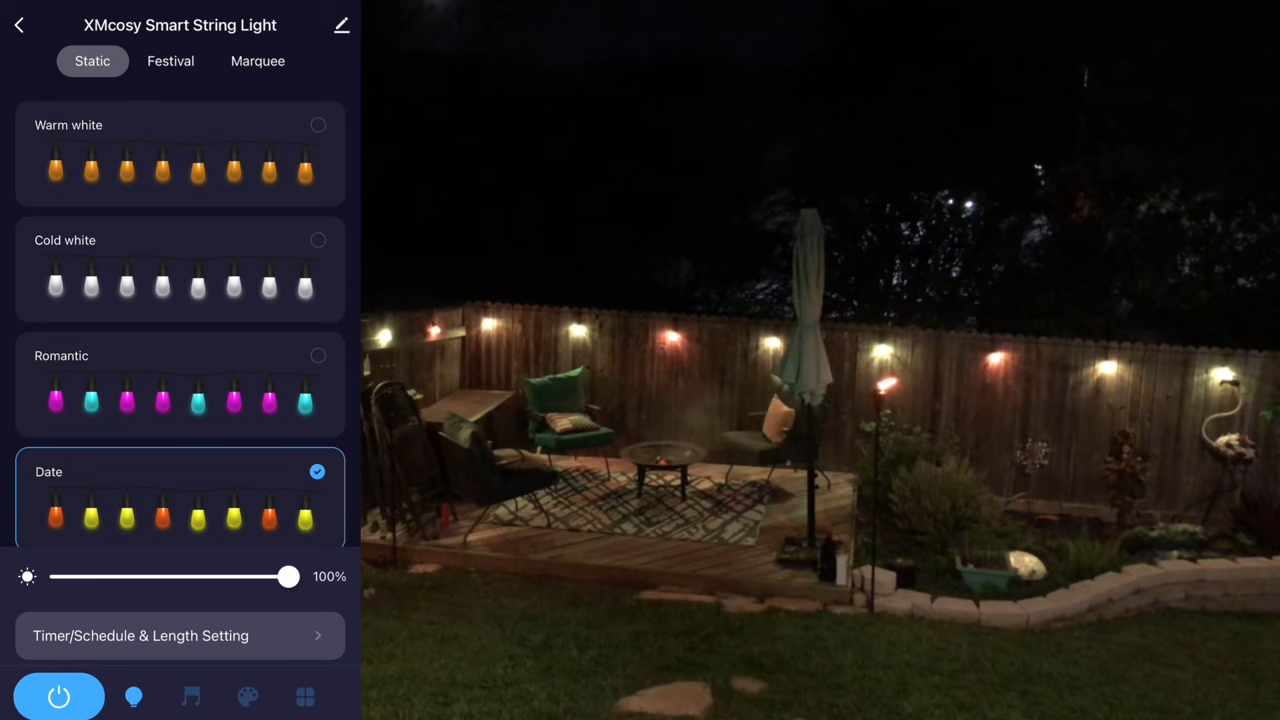 XMcosy Smart String Light
Static Festival Marquee
Warm white
Cold white
Romantic
Date
100%
Timer/Schedule & Length Setting